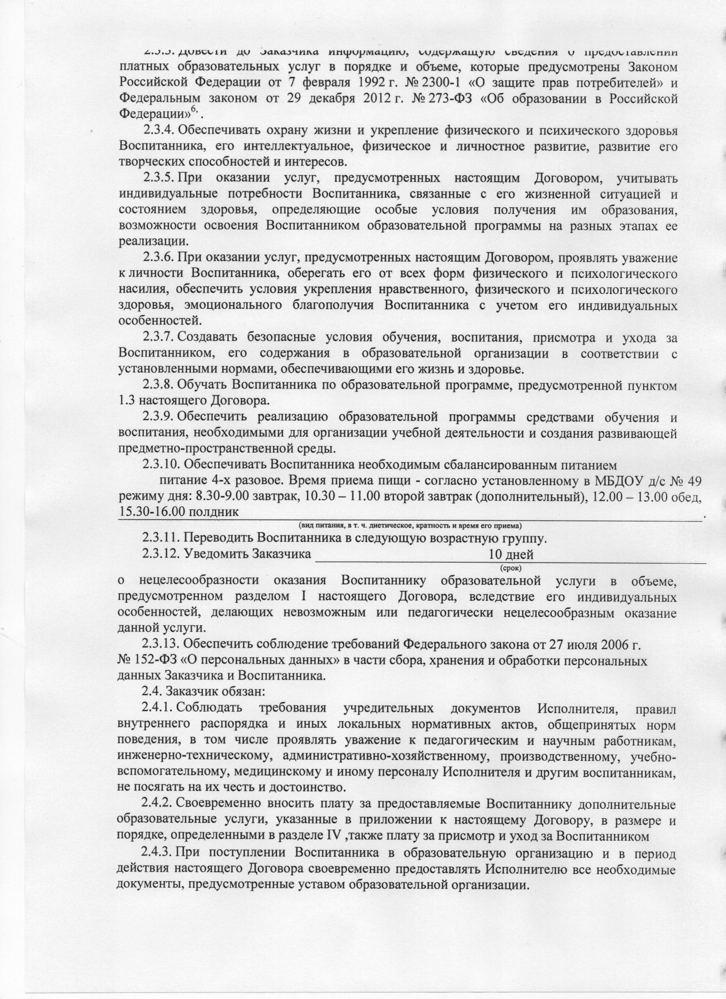 2.3.3. Довести до Заказчика информацию, содержащую сведения о предоставлении
платных образовательных услуг в порядке и объеме, которые предусмотрены Законом
Российской Федерации от 7 февраля 1992 г. № 2300-1 «О защите прав потребителей» и
Федеральным законом от 29 декабря 2012 г. № 273-ФЗ «Об образовании в Российской
Федерации»6, .
2.3.4. Обеспечивать охрану жизни и укрепление физического и психического здоровья
Воспитанника, его интеллектуальное, физическое и личностное развитие, развитие его
творческих способностей и интересов.
2.3.5. При оказании услуг, предусмотренных настоящим Договором, учитывать
индивидуальные потребности Воспитанника, связанные с его жизненной ситуацией и
состоянием здоровья, определяющие особые условия получения им образования,
возможности освоения Воспитанником образовательной программы на разных этапах ее
реализации.
2.3.6. При оказании услуг, предусмотренных настоящим Договором, проявлять уважение
к личности Воспитанника, оберегать его от всех форм физического и психологического
насилия, обеспечить условия укрепления нравственного, физического и психологического
здоровья, эмоционального благополучия Воспитанника с учетом его индивидуальных
особенностей.
2.3.7. Создавать безопасные условия обучения, воспитания, присмотра и ухода за
Воспитанником, его содержания в образовательной организации в соответствии с
установленными нормами, обеспечивающими его жизнь и здоровье.
2.3.8. Обучать Воспитанника по образовательной программе, предусмотренной пунктом
1.3 настоящего Договора.
2.3.9. Обеспечить реализацию образовательной программы средствами обучения и
воспитания, необходимыми для организации учебной деятельности и создания развивающей
предметно-пространственной среды.
2.3.10. Обеспечивать Воспитанника необходимым сбалансированным питанием
питание 4-х разовое. Время приема пищи - согласно установленному в МБДОУ д/с № 49
режиму дня: 8.30-9.00 завтрак, 10.30 – 11.00 второй завтрак (дополнительный), 12.00 – 13.00 обед,
15.30-16.00 полдник .
(вид питания, в т. ч. диетическое, кратность и время его приема)
2.3.11. Переводить Воспитанника в следующую возрастную группу.
2.3.12. Уведомить Заказчика 10 дней
(срок)
о нецелесообразности оказания Воспитаннику образовательной услуги в объеме,
предусмотренном разделом I настоящего Договора, вследствие его индивидуальных
особенностей, делающих невозможным или педагогически нецелесообразным оказание
данной услуги.
2.3.13. Обеспечить соблюдение требований Федерального закона от 27 июля 2006 г.
№ 152-ФЗ «О персональных данных» в части сбора, хранения и обработки персональных
данных Заказчика и Воспитанника.
2.4. Заказчик обязан:
2.4.1. Соблюдать требования учредительных документов Исполнителя, правил
внутреннего распорядка и иных локальных нормативных актов, общепринятых норм
поведения, в том числе проявлять уважение к педагогическим и научным работникам,
инженерно-техническому, административно-хозяйственному, производственному, учебно-
вспомогательному, медицинскому и иному персоналу Исполнителя и другим воспитанникам,
не посягать на их честь и достоинство.
2.4.2. Своевременно вносить плату за предоставляемые Воспитаннику дополнительные
образовательные услуги, указанные в приложении к настоящему Договору, в размере и
порядке, определенными в разделе IV ,также плату за присмотр и уход за Воспитанником
2.4.3. При поступлении Воспитанника в образовательную организацию и в период
действия настоящего Договора своевременно предоставлять Исполнителю все необходимые
документы, предусмотренные уставом образовательной организации.